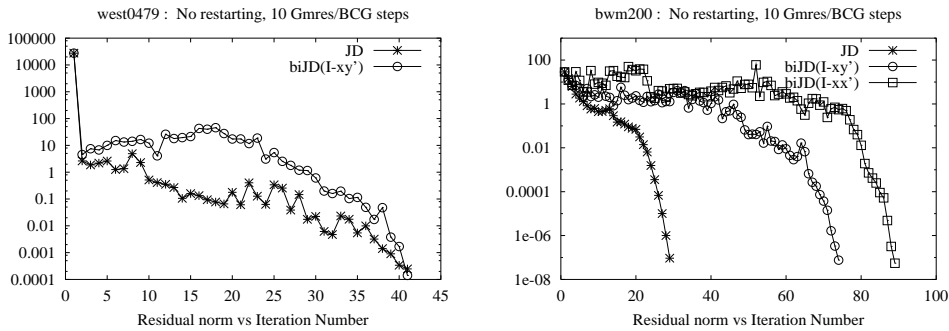 west0479 : No restarting, 10 Gmres/BCG steps
100000
10000
1000
100
10
1
0.1
0.01
0.001
0.0001
0 5 10 15 20 25 30 35 40 45
JD
biJD(I-xy')
Residual norm vs Iteration Number
bwm200 : No restarting, 10 Gmres/BCG steps
100
1
0.01
0.0001
1e-06
1e-08
0 20 40 60 80 100
JD
biJD(I-xy')
biJD(I-xx')
Residual norm vs Iteration Number